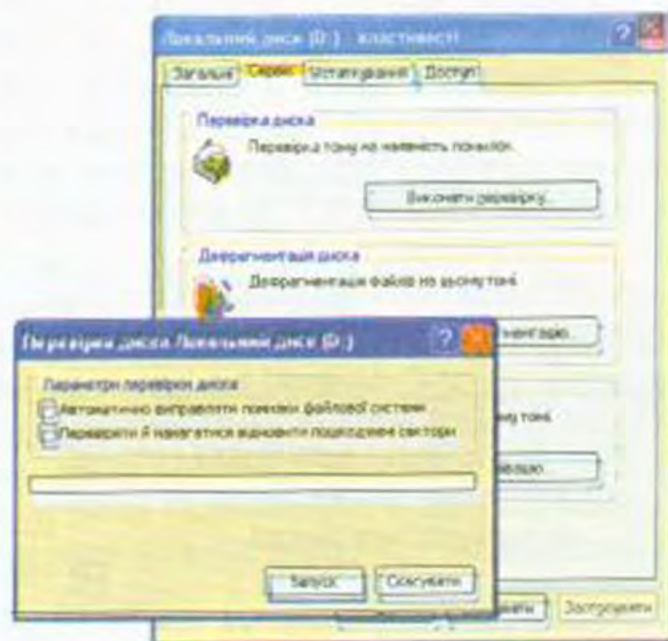 Локальний диск (D:) - властивості
Загальні Сервіс Устаткування Доступ
Перевірка диска
Перевірка тому на наявність помилок.
Виконати перевірку...
Дефрагментація диска
Дефрагментація файлів на цьому томі.
Перевірка диска Локальний диск (D:)
Параметри перевірки диска
Автоматично виправляти помилки файлової системи
Перевіряти й намагатися відновити пошкоджені сектори
Запуск Скасувати
томі.
Застосувати